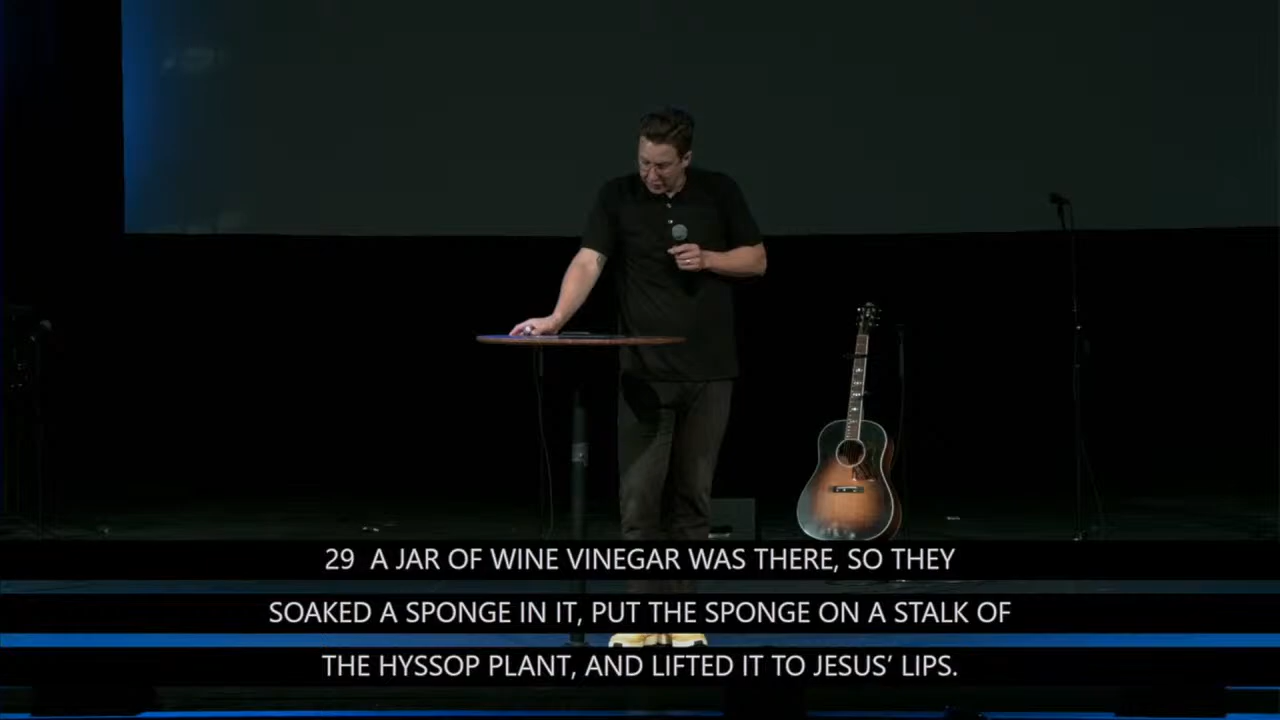 29  A JAR OF WINE VINEGAR WAS THERE, SO THEY
SOAKED A SPONGE IN IT, PUT THE SPONGE ON A STALK OF
THE HYSSOP PLANT, AND LIFTED IT TO JESUS’ LIPS.